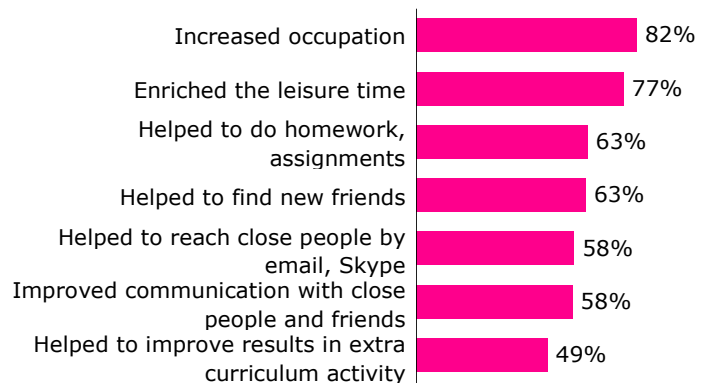 Increased occupation 82%
Enriched the leisure time 77%
Helped to do homework,
assignments 63%
Helped to find new friends 63%
Helped to reach close people by
email, Skype 58%
Improved communication with close
people and friends 58%
Helped to improve results in extra
curriculum activity 49%